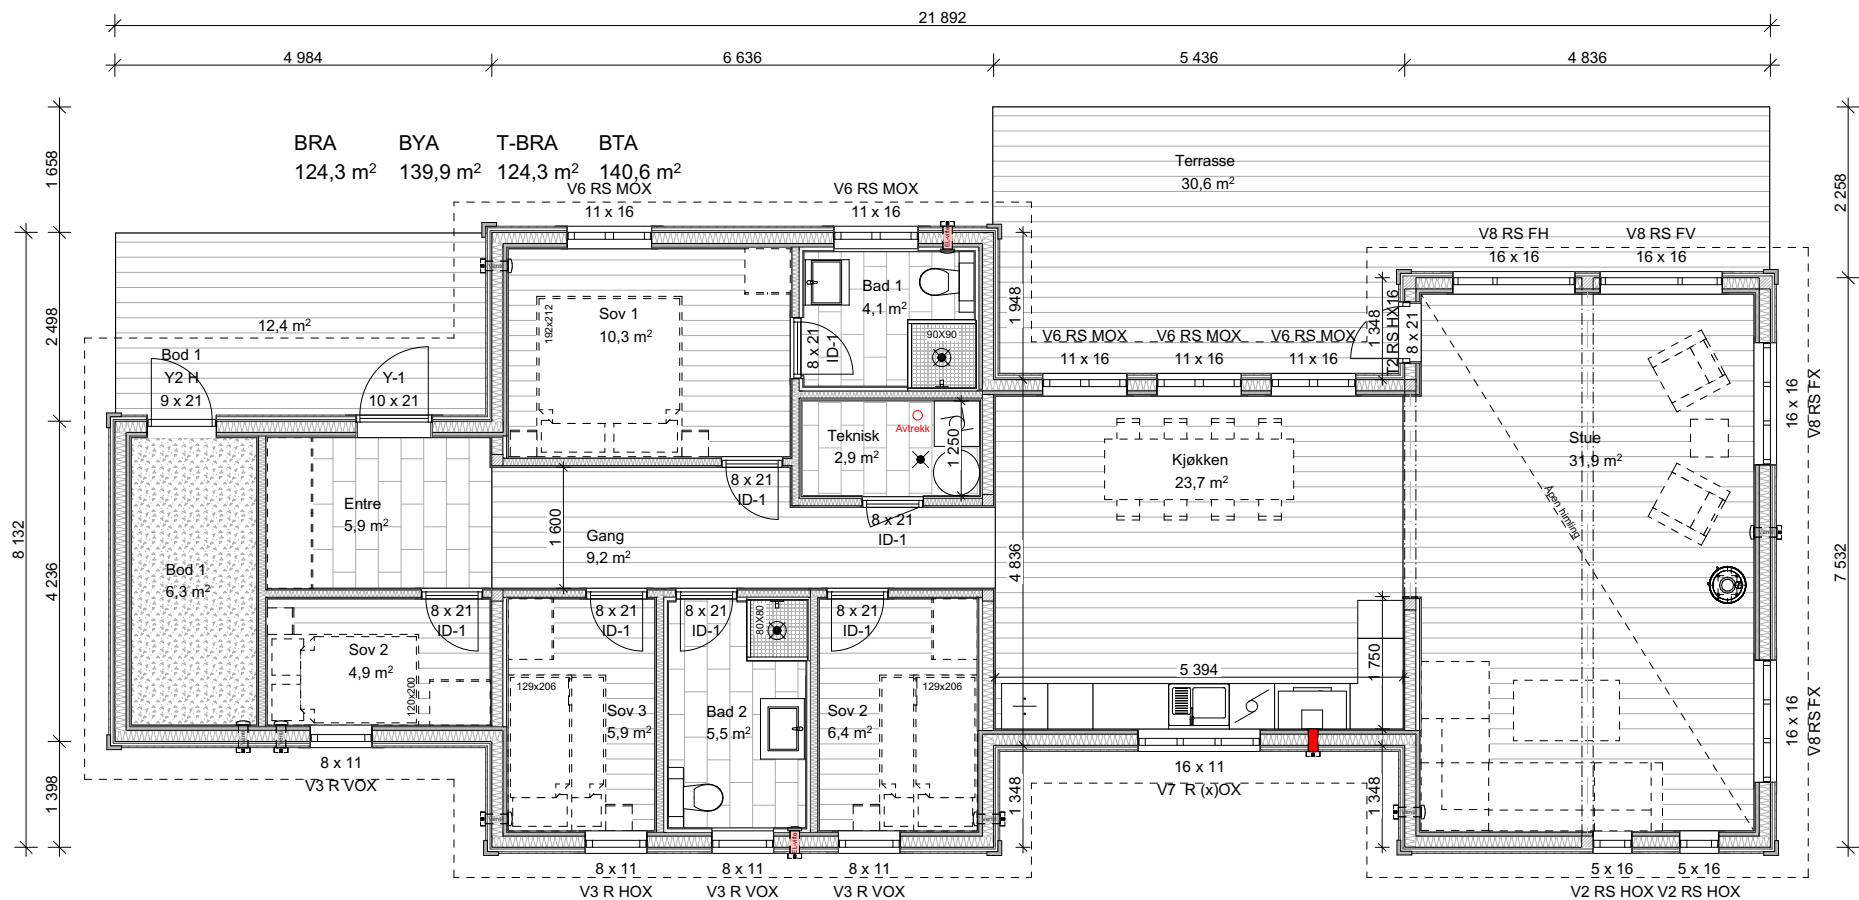 21 892
4 984
6 636
5 436
4 836
BRA BYA T-BRA BTA
124,3 m² 139,9 m² 124,3 m² 140,6 m²
1 658
2 498
8 132
4 236
1 398
2 258
7 532
Terrasse
30,6 m²
V6 RS MOX
11 x 16
V6 RS MOX
11 x 16
V8 RS FH
16 x 16
V8 RS FV
16 x 16
12,4 m²
Bod 1
Y2 H
9 x 21
Y-1
10 x 21
Sov 1
10,3 m²
192x212
Bad 1
4,1 m²
8 x 21
ID-1
90X90
1 948
V6 RS MOX
11 x 16
V6 RS MOX
11 x 16
V6 RS MOX
11 x 16
1 348
T2 RS HX 16
8 x 21
16 x 16
V8 RS FX
Teknisk
2,9 m²
Avtrekk
1 250
Kjøkken
23,7 m²
Stue
31,9 m²
Åpen himling
Entre
5,9 m²
8 x 21
ID-1
8 x 21
ID-1
1 600
Gang
9,2 m²
4 836
Bod 1
6,3 m²
8 x 21
ID-1
8 x 21
ID-1
8 x 21
ID-1
80X80
8 x 21
ID-1
Sov 2
4,9 m²
120x200
129x206
Sov 3
5,9 m²
Bad 2
5,5 m²
Sov 2
6,4 m²
129x206
5 394
1 750
16 x 16
V8 RS FX
8 x 11
V3 R VOX
16 x 11
V7 R (x)OX
1 348
1 348
8 x 11
V3 R HOX
8 x 11
V3 R VOX
8 x 11
V3 R VOX
5 x 16
V2 RS HOX
5 x 16
V2 RS HOX